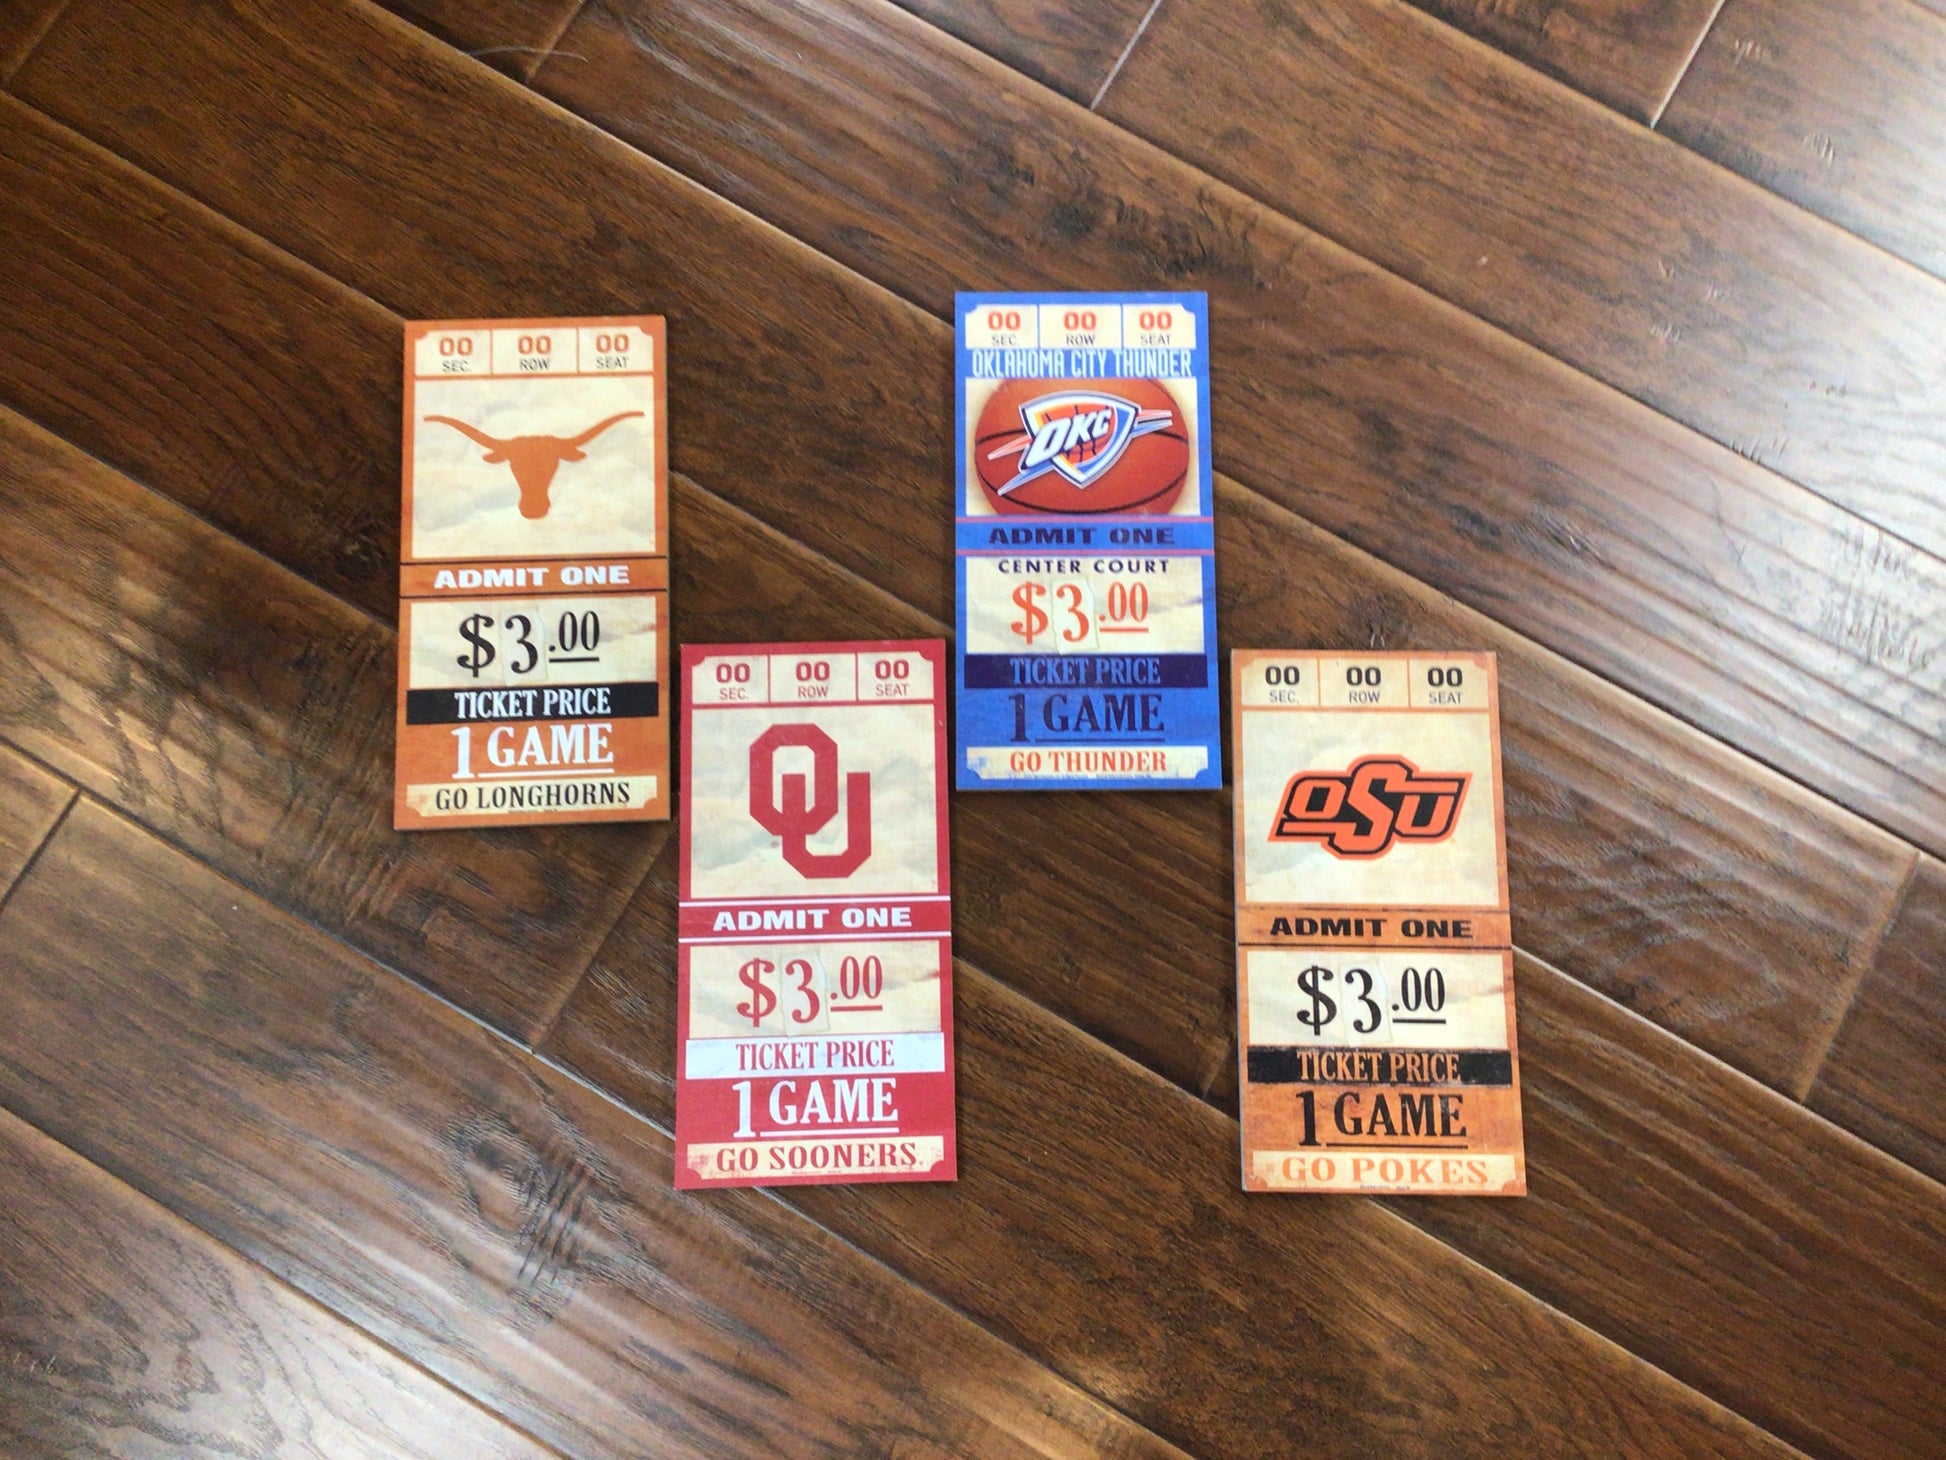 00 00 00
SEC. ROW SEAT
ADMIT ONE
$3.00
TICKET PRICE
1 GAME
GO LONGHORNS
00 00 00
SEC. ROW SEAT
OU
ADMIT ONE
$3.00
TICKET PRICE
1 GAME
GO SOONERS
00 00 00
SEC. ROW SEAT
OKLAHOMA CITY THUNDER
OKC
ADMIT ONE
CENTER COURT
$3.00
TICKET PRICE
1 GAME
GO THUNDER
00 00 00
SEC. ROW SEAT
OSU
ADMIT ONE
$3.00
TICKET PRICE
1 GAME
GO POKES